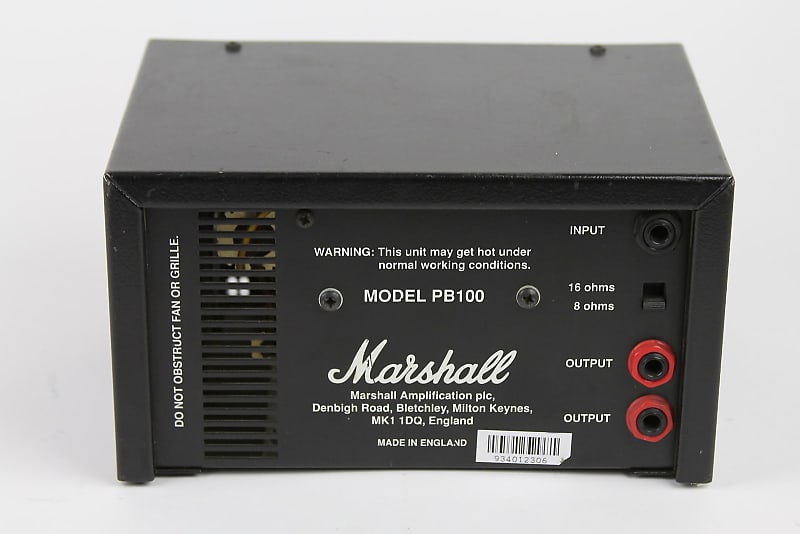 DO NOT OBSTRUCT FAN OR GRILLE.
WARNING: This unit may get hot under
normal working conditions.
MODEL PB100
Marshall
Marshall Amplification plc,
Denbigh Road, Bletchley, Milton Keynes,
MK1 1DQ, England
MADE IN ENGLAND
934012306
INPUT
16 ohms
8 ohms
OUTPUT
OUTPUT